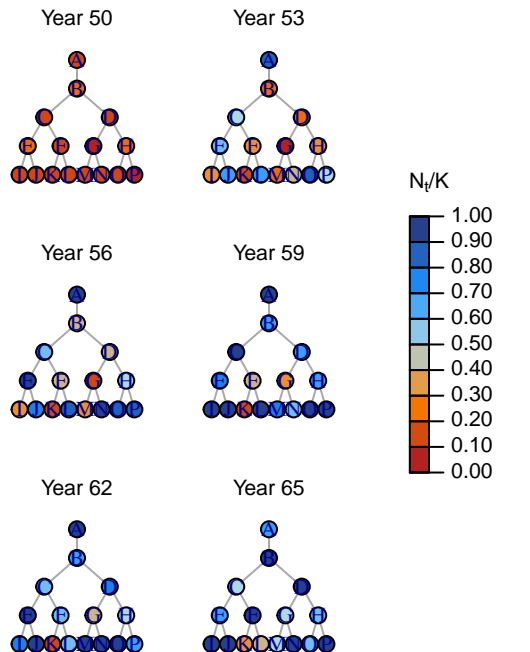 Year 50
A
B
C D
E F G H
I J K L M N O P
Year 53
A
B
C D
E F G H
I J K L M N O P
Year 56
A
B
C D
E F G H
I J K L M N O P
Year 59
A
B
C D
E F G H
I J K L M N O P
Year 62
A
B
C D
E F G H
I J K L M N O P
Year 65
A
B
C D
E F G H
I J K L M N O P
Nt/K
1.00
0.90
0.80
0.70
0.60
0.50
0.40
0.30
0.20
0.10
0.00